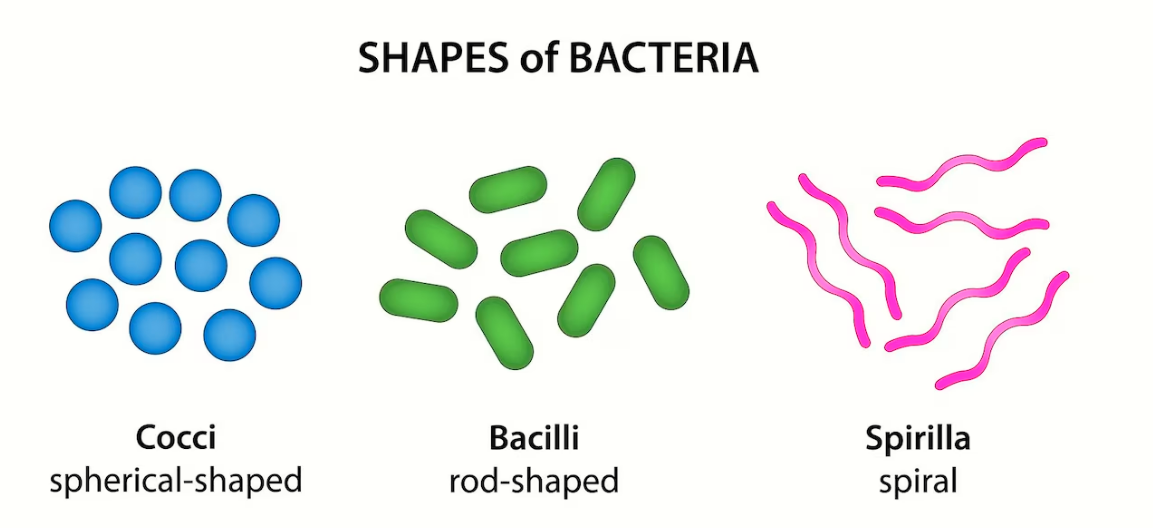 SHAPES of BACTERIA
Cocci
spherical-shaped
Bacilli
rod-shaped
Spirilla
spiral